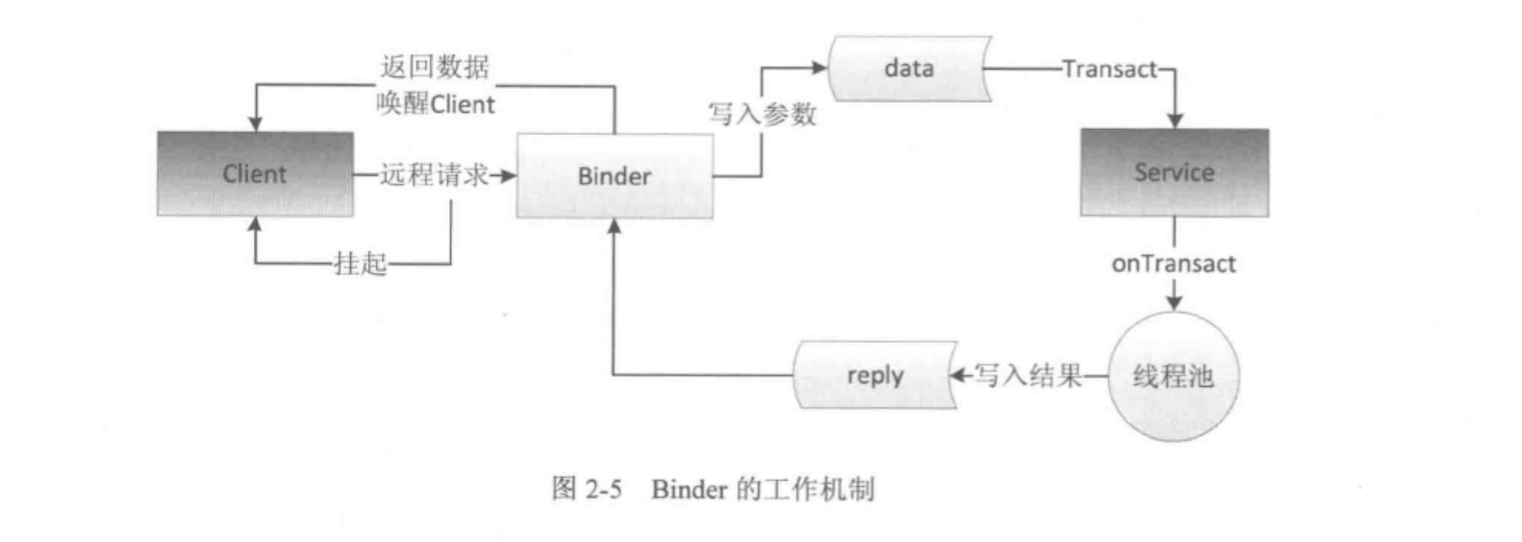 返回数据
唤醒Client
data
Transact
写入参数
Client
远程请求
Binder
Service
挂起
onTransact
reply
写入结果
线程池
图 2-5 Binder 的工作机制